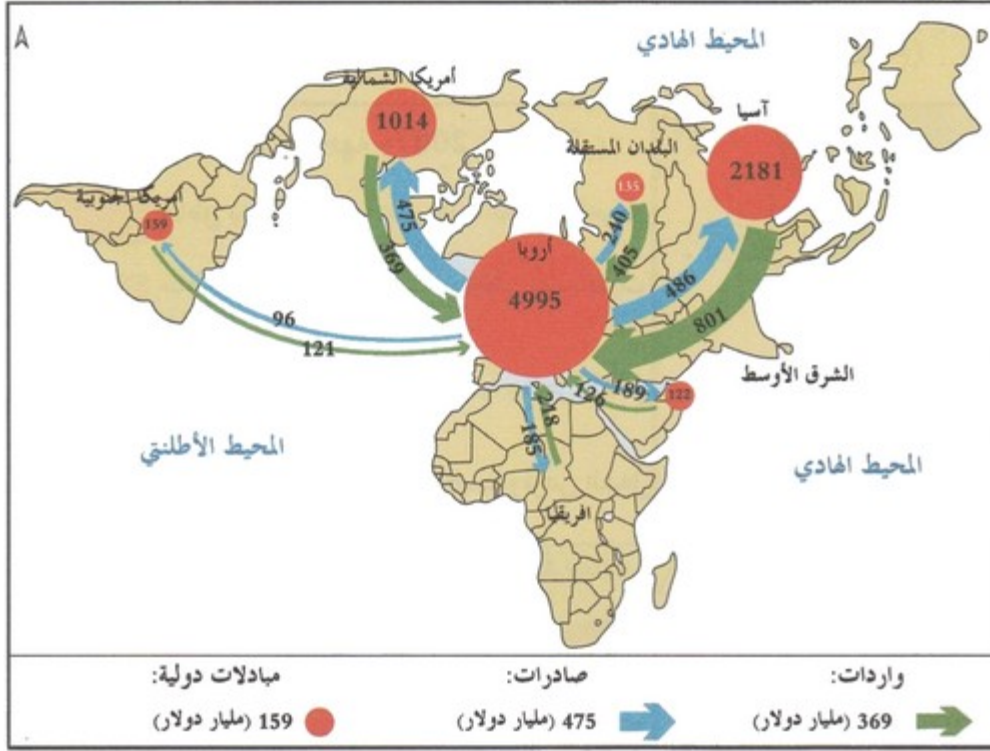 المحيط الهادي
أمريكا الشمالية
1014
آسيا
2181
البلدان المستقلة
135
أمريكا الجنوبية
159
475
369
240
405
أروبا
4995
486
801
96
121
الشرق الأوسط
189
126
122
218
185
المحيط الأطلنتي
المحيط الهادي
افريقيا
واردات:
صادرات:
مبادلات دولية:
369 (مليار دولار)
475 (مليار دولار)
159 (مليار دولار)